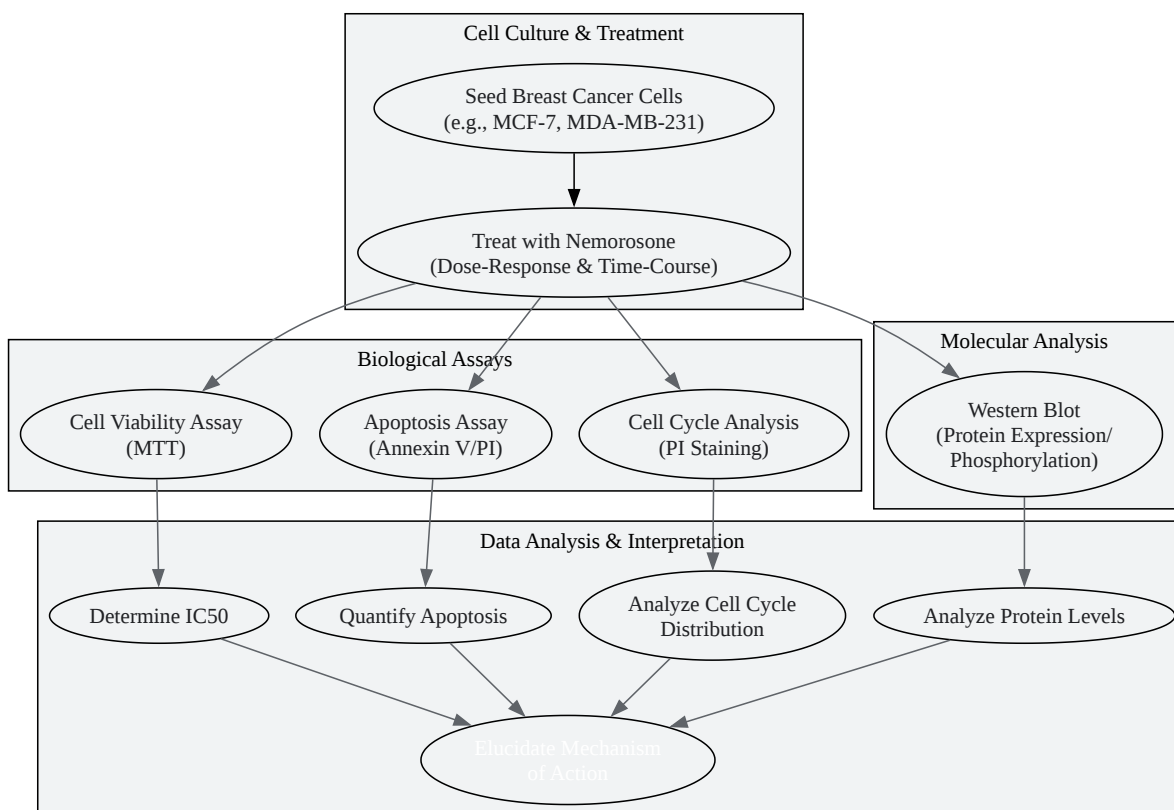 Cell Culture & Treatment
Seed Breast Cancer Cells
(e.g., MCF-7, MDA-MB-231)
Treat with Nemorosone
(Dose-Response & Time-Course)
Biological Assays
Molecular Analysis
Cell Viability Assay
(MTT)
Apoptosis Assay
(Annexin V/PI)
Cell Cycle Analysis
(PI Staining)
Western Blot
(Protein Expression/
Phosphorylation)
Data Analysis & Interpretation
Determine IC50
Quantify Apoptosis
Analyze Cell Cycle
Distribution
Analyze Protein Levels
Elucidate Mechanism
of Action